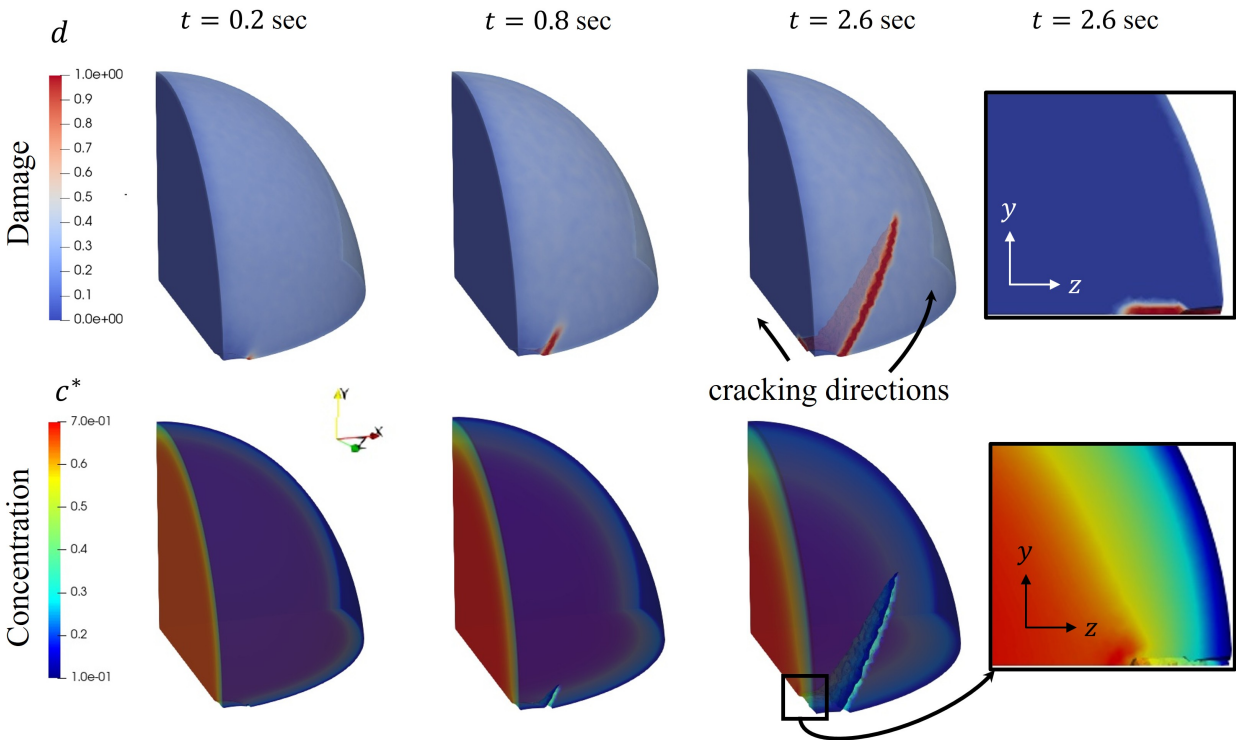 t = 0.2 sec
t = 0.8 sec
t = 2.6 sec
t = 2.6 sec
d
Damage
1.0e+00
0.9
0.8
0.7
0.6
0.5
0.4
0.3
0.2
0.1
0.0e+00
y
z
cracking directions
c*
Concentration
7.0e-01
0.6
0.5
0.4
0.3
0.2
1.0e-01
Y
X
Z
y
z